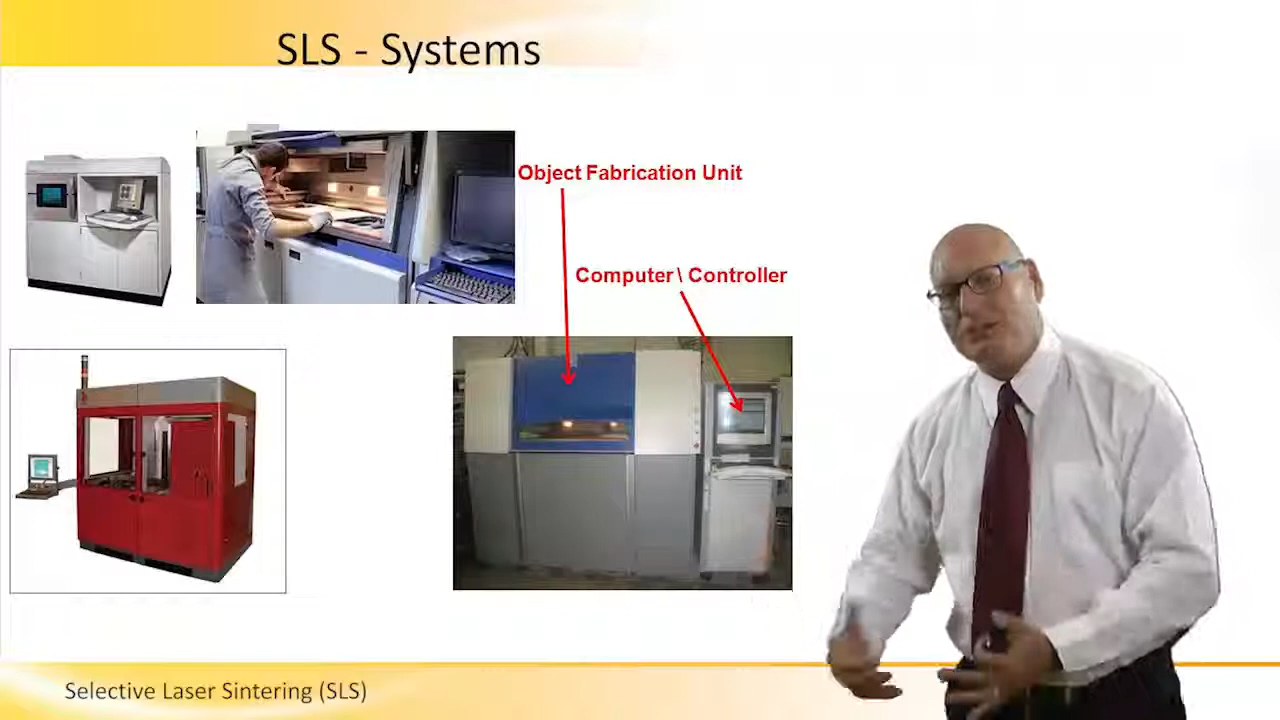 SLS - Systems
Object Fabrication Unit
Computer \ Controller
Selective Laser Sintering (SLS)